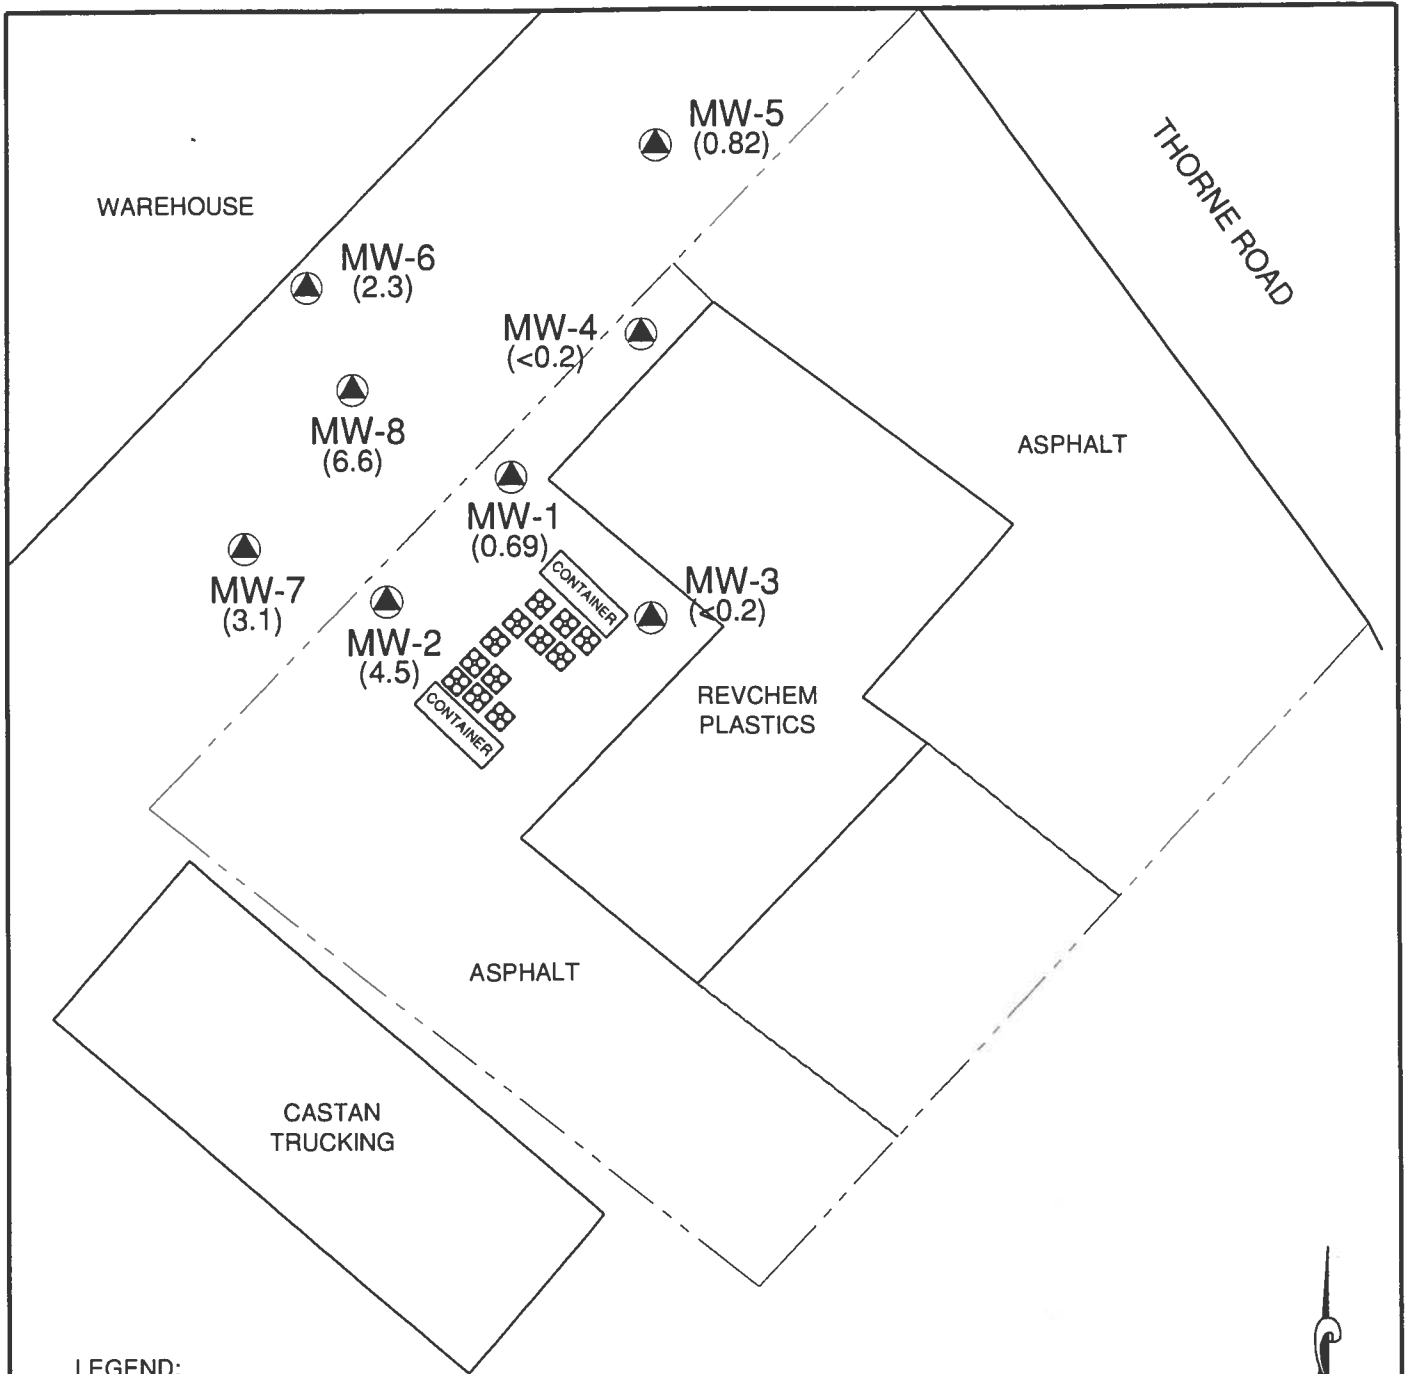 MW-5
(0.82)
THORNE ROAD
WAREHOUSE
MW-6
(2.3)
MW-4
(<0.2)
MW-8
(6.6)
ASPHALT
MW-1
(0.69)
CONTAINER
MW-3
(<0.2)
MW-7
(3.1)
MW-2
(4.5)
CONTAINER
REVCHEM
PLASTICS
ASPHALT
CASTAN
TRUCKING
LEGEND: